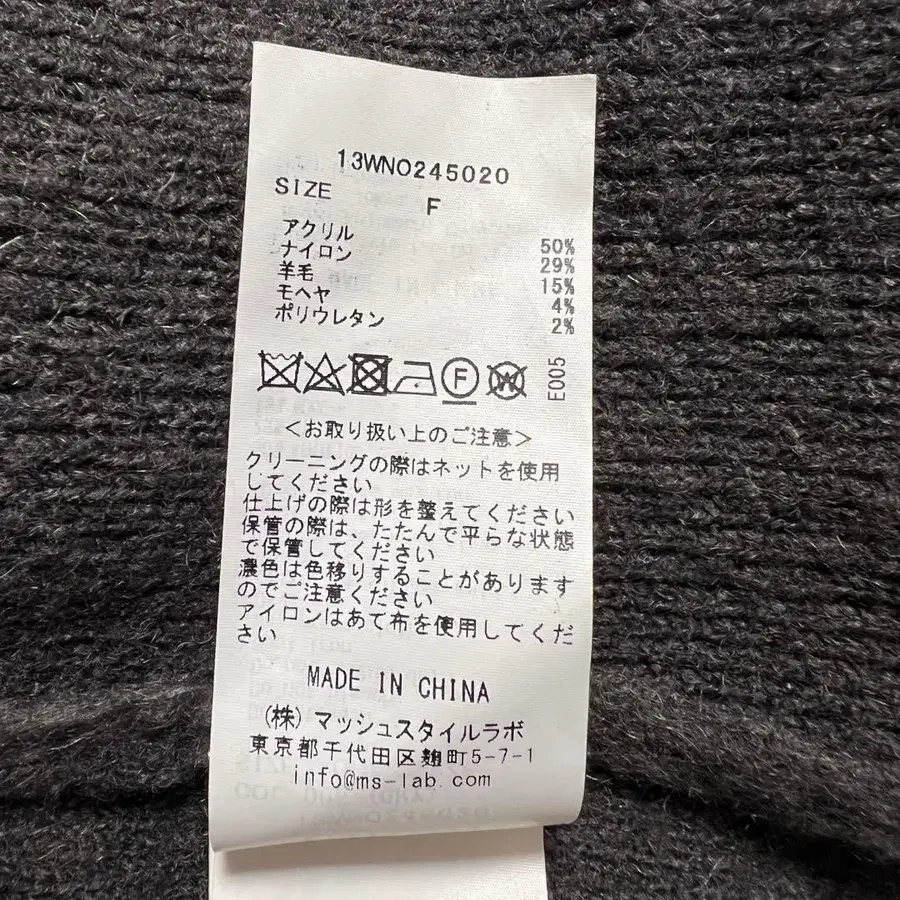 13WNO245020
SIZE F
アクリル 50%
ナイロン 29%
羊毛 15%
モヘヤ 4%
ポリウレタン 2%
F
W
E005
<お取り扱い上のご注意>
クリーニングの際はネットを使用
してください
仕上げの際は形を整えてください
保管の際は、たたんで平らな状態
で保管してください
濃色は色移りすることがあります
のでご注意ください
アイロンはあて布を使用してくだ
さい
MADE IN CHINA
(株)マッシュスタイルラボ
東京都千代田区麹町5-7-1
info@ms-lab.com